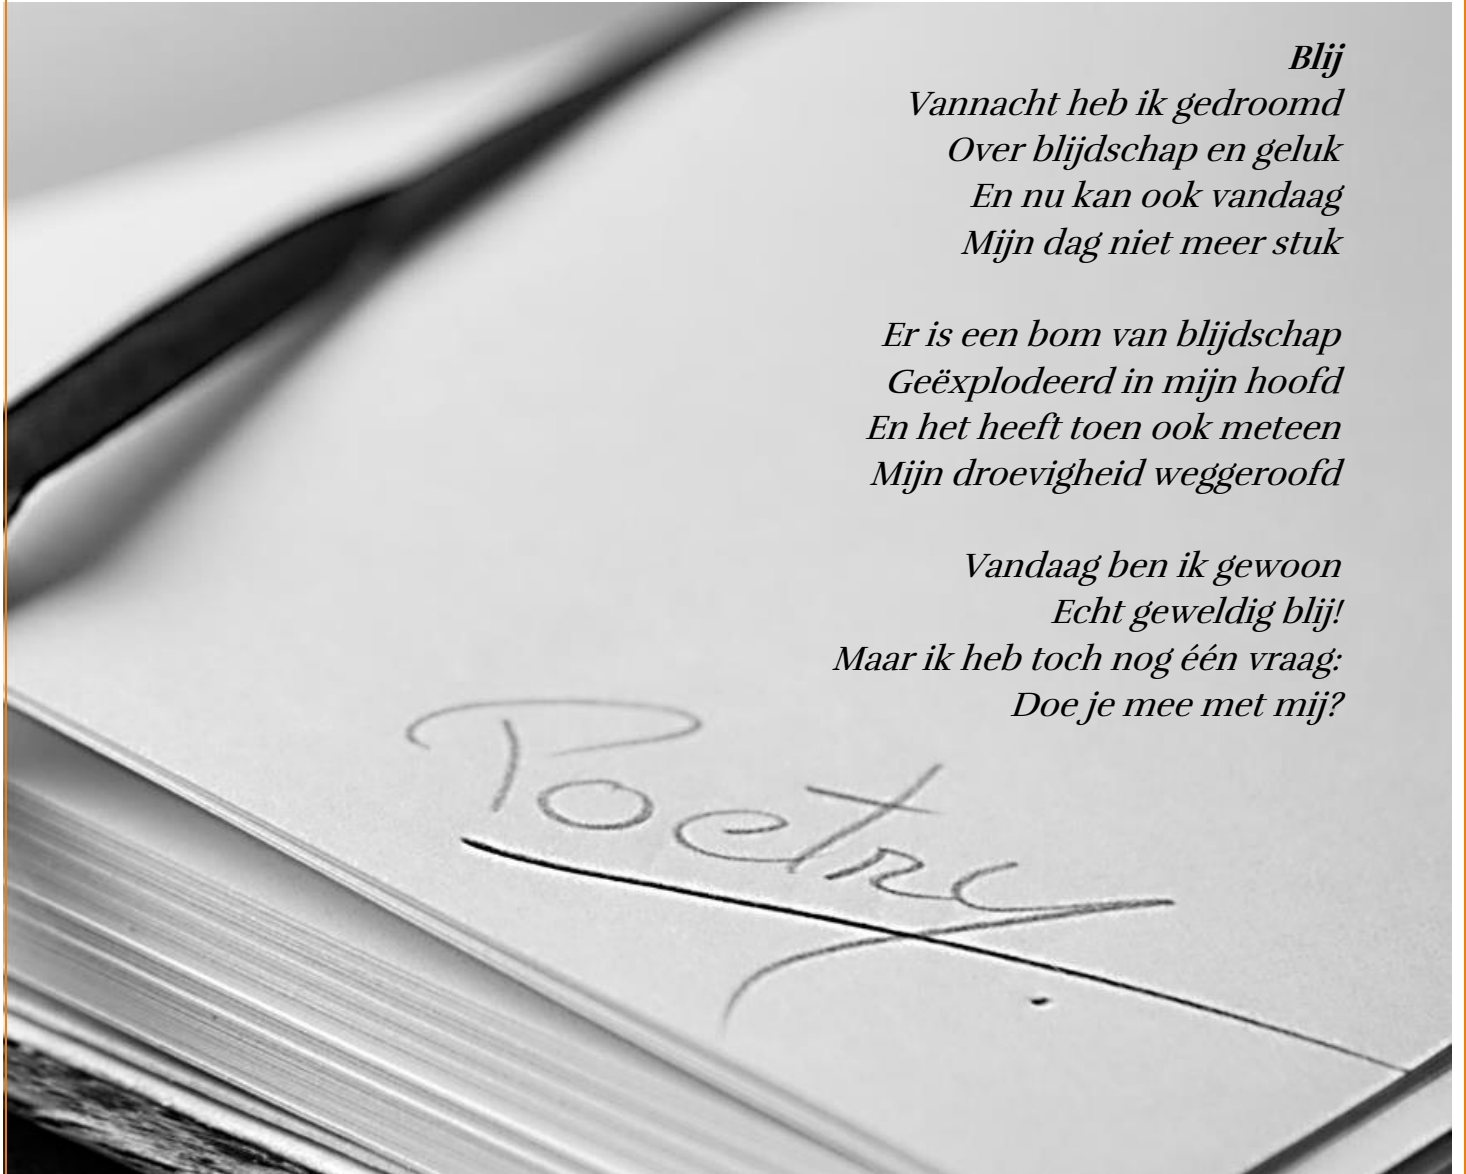 Blij
Vannacht heb ik gedroomd
Over blijdschap en geluk
En nu kan ook vandaag
Mijn dag niet meer stuk
Er is een bom van blijdschap
Geëxplodeerd in mijn hoofd
En het heeft toen ook meteen
Mijn droevigheid weggeroofd
Vandaag ben ik gewoon
Echt geweldig blij!
Maar ik heb toch nog één vraag:
Doe je mee met mij?
Poetry